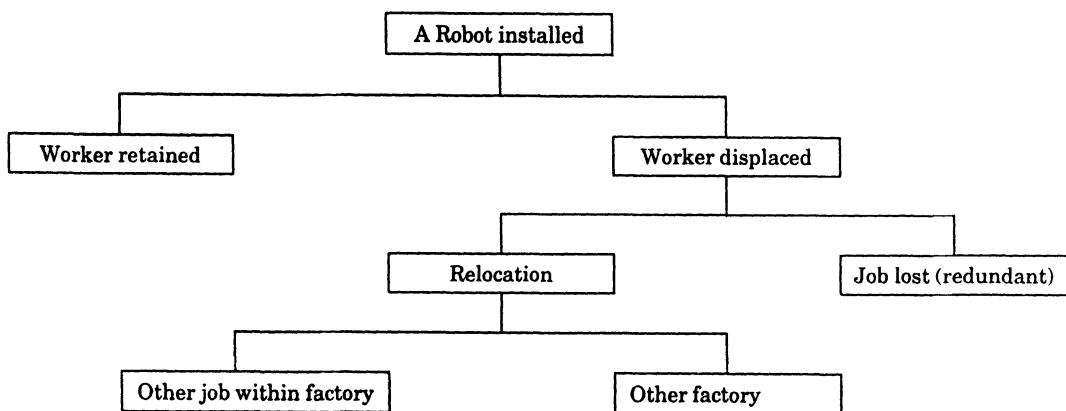 A Robot installed
Worker retained
Worker displaced
Relocation
Job lost (redundant)
Other job within factory
Other factory